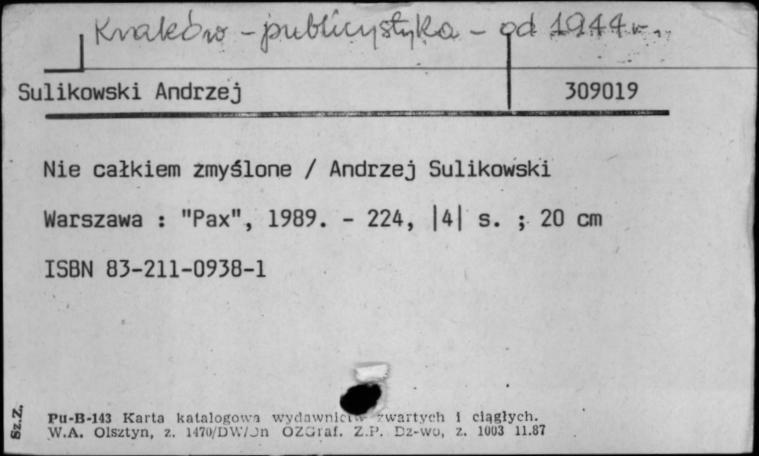 Kraków - publicystyka - od 1944 r.
Sulikowski Andrzej 309019
Nie całkiem zmyślone / Andrzej Sulikowski
Warszawa : "Pax", 1989. - 224, |4| s. ; 20 cm
ISBN 83-211-0938-1
Sz.Z.
Pu-B-143 Karta katalogowa wydawnictw zwartych i ciągłych.
W.A. Olsztyn, z. 1470/DW/Dn OZGraf. Z.P. Dz-wo, z. 1003 11.87